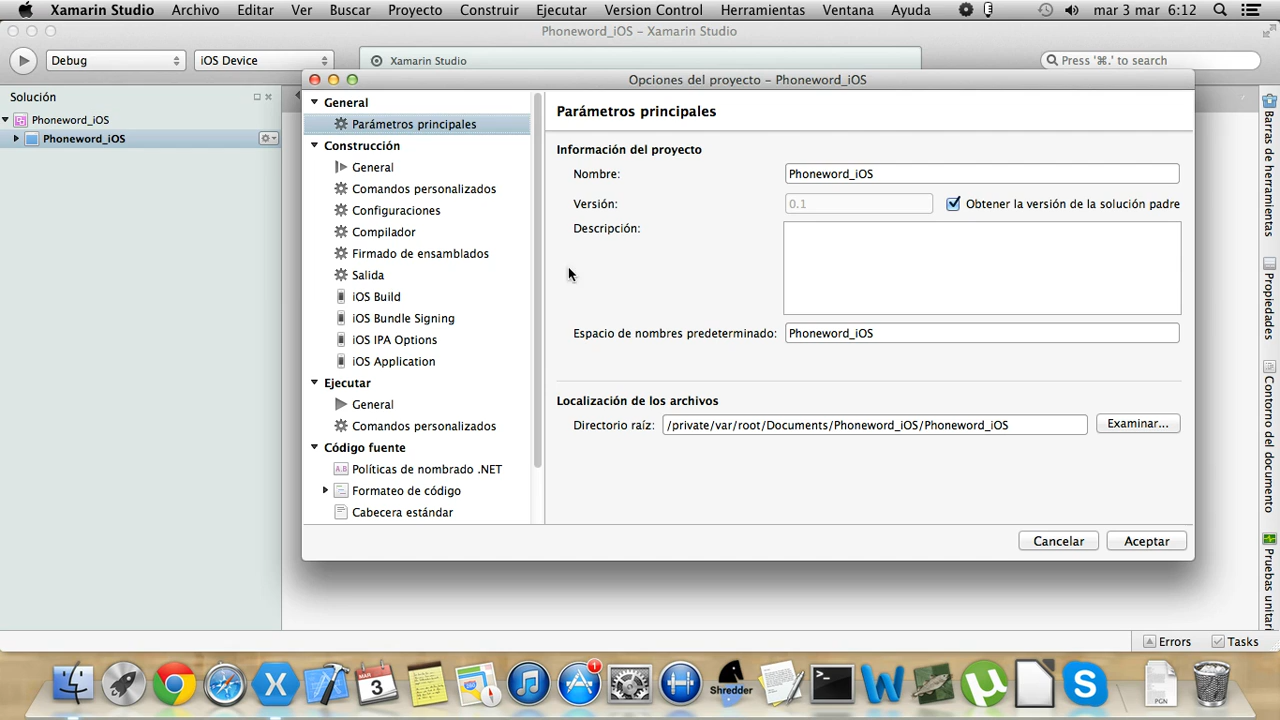 Xamarin Studio Archivo Editar Ver Buscar Proyecto Construir Ejecutar Version Control Herramientas Ventana Ayuda mar 3 mar 6:12
Phoneword_iOS – Xamarin Studio
Debug iOS Device Xamarin Studio Press '⌘.' to search
Opciones del proyecto – Phoneword_iOS
Solución
Phoneword_iOS
Phoneword_iOS
General
Parámetros principales
Construcción
General
Comandos personalizados
Configuraciones
Compilador
Firmado de ensamblados
Salida
iOS Build
iOS Bundle Signing
iOS IPA Options
iOS Application
Ejecutar
General
Comandos personalizados
Código fuente
A.B Políticas de nombrado .NET
Formateo de código
Cabecera estándar
Parámetros principales
Información del proyecto
Nombre: Phoneword_iOS
Versión: 0.1 Obtener la versión de la solución padre
Descripción:
Espacio de nombres predeterminado: Phoneword_iOS
Localización de los archivos
Directorio raíz: /private/var/root/Documents/Phoneword_iOS/Phoneword_iOS Examinar...
Cancelar Aceptar
Barras de herramientas
Propiedades
Contorno del documento
Pruebas unitari
Errors Tasks
MAR
3
1
Shredder
PGN